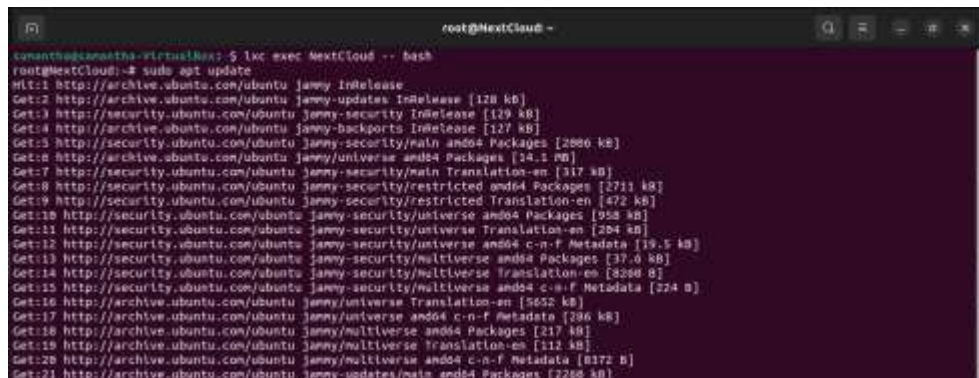 root@NextCloud: ~
samantha@samantha-VirtualBox: $ lxc exec NextCloud -- bash
root@NextCloud:~# sudo apt update
Hit:1 http://archive.ubuntu.com/ubuntu jammy InRelease
Get:2 http://archive.ubuntu.com/ubuntu jammy-updates InRelease [128 kB]
Get:3 http://security.ubuntu.com/ubuntu jammy-security InRelease [129 kB]
Get:4 http://archive.ubuntu.com/ubuntu jammy-backports InRelease [127 kB]
Get:5 http://security.ubuntu.com/ubuntu jammy-security/main amd64 Packages [2006 kB]
Get:6 http://archive.ubuntu.com/ubuntu jammy/universe amd64 Packages [14.1 MB]
Get:7 http://security.ubuntu.com/ubuntu jammy-security/main Translation-en [317 kB]
Get:8 http://security.ubuntu.com/ubuntu jammy-security/restricted amd64 Packages [2711 kB]
Get:9 http://security.ubuntu.com/ubuntu jammy-security/restricted Translation-en [472 kB]
Get:10 http://security.ubuntu.com/ubuntu jammy-security/universe amd64 Packages [958 kB]
Get:11 http://security.ubuntu.com/ubuntu jammy-security/universe Translation-en [204 kB]
Get:12 http://security.ubuntu.com/ubuntu jammy-security/universe amd64 c-n-f Metadata [19.5 kB]
Get:13 http://security.ubuntu.com/ubuntu jammy-security/multiverse amd64 Packages [37.6 kB]
Get:14 http://security.ubuntu.com/ubuntu jammy-security/multiverse Translation-en [8260 B]
Get:15 http://security.ubuntu.com/ubuntu jammy-security/multiverse amd64 c-n-f Metadata [224 B]
Get:16 http://archive.ubuntu.com/ubuntu jammy/universe Translation-en [5652 kB]
Get:17 http://archive.ubuntu.com/ubuntu jammy/universe amd64 c-n-f Metadata [286 kB]
Get:18 http://archive.ubuntu.com/ubuntu jammy/multiverse amd64 Packages [217 kB]
Get:19 http://archive.ubuntu.com/ubuntu jammy/multiverse Translation-en [112 kB]
Get:20 http://archive.ubuntu.com/ubuntu jammy/multiverse amd64 c-n-f Metadata [8372 B]
Get:21 http://archive.ubuntu.com/ubuntu jammy-updates/main amd64 Packages [2260 kB]